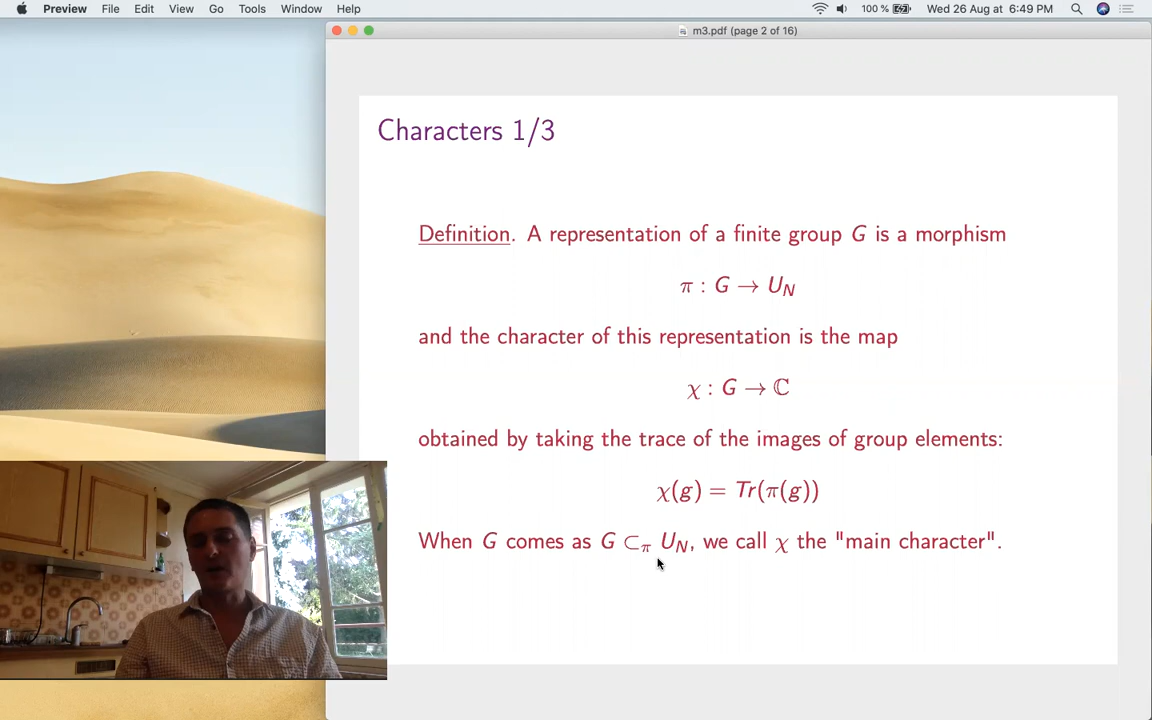 Preview File Edit View Go Tools Window Help 100 % Wed 26 Aug at 6:49 PM
m3.pdf (page 2 of 16)
Characters 1/3
Definition. A representation of a finite group G is a morphism
π : G → U_N
and the character of this representation is the map
χ : G → ℂ
obtained by taking the trace of the images of group elements:
χ(g) = Tr(π(g))
When G comes as G ⊂_π U_N, we call χ the "main character".